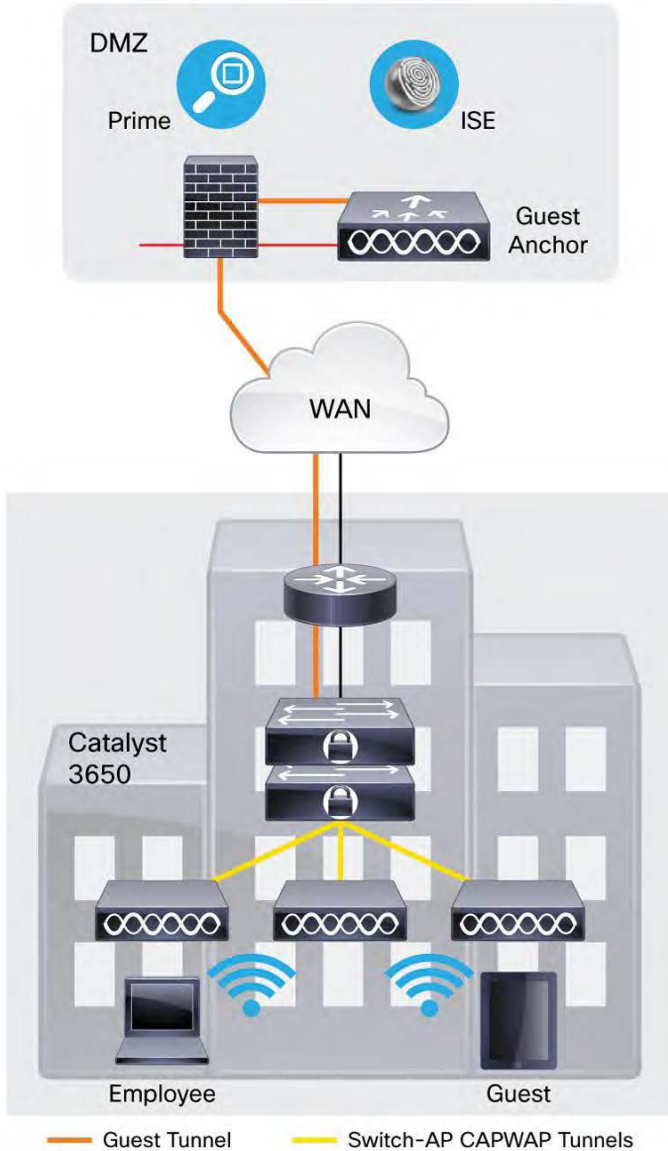 DMZ
Prime
ISE
Guest
Anchor
WAN
Catalyst
3650
Employee
Guest
Guest Tunnel
Switch-AP CAPWAP Tunnels